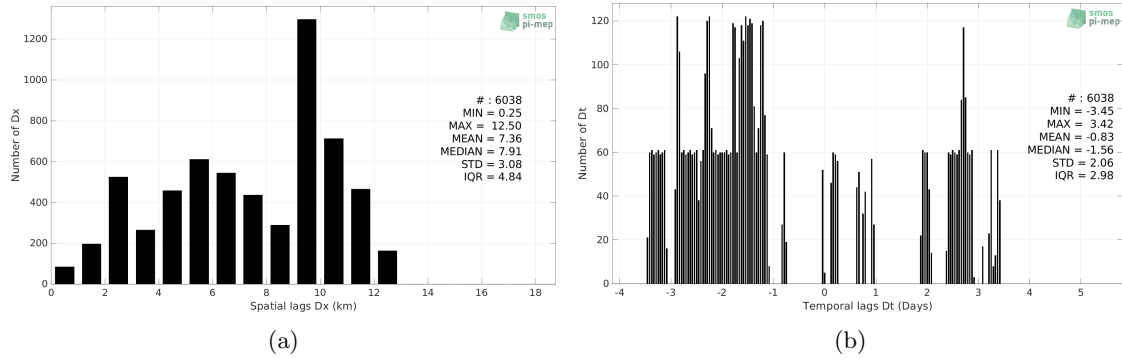 smos
pi-mep
1200
1000
800
600
400
200
0
Number of Dx
# : 6038
MIN = 0.25
MAX = 12.50
MEAN = 7.36
MEDIAN = 7.91
STD = 3.08
IQR = 4.84
0 2 4 6 8 10 12 14 16 18
Spatial lags Dx (km)
(a)
smos
pi-mep
120
100
80
60
40
20
0
Number of Dt
# : 6038
MIN = -3.45
MAX = 3.42
MEAN = -0.83
MEDIAN = -1.56
STD = 2.06
IQR = 2.98
-4 -3 -2 -1 0 1 2 3 4 5
Temporal lags Dt (Days)
(b)